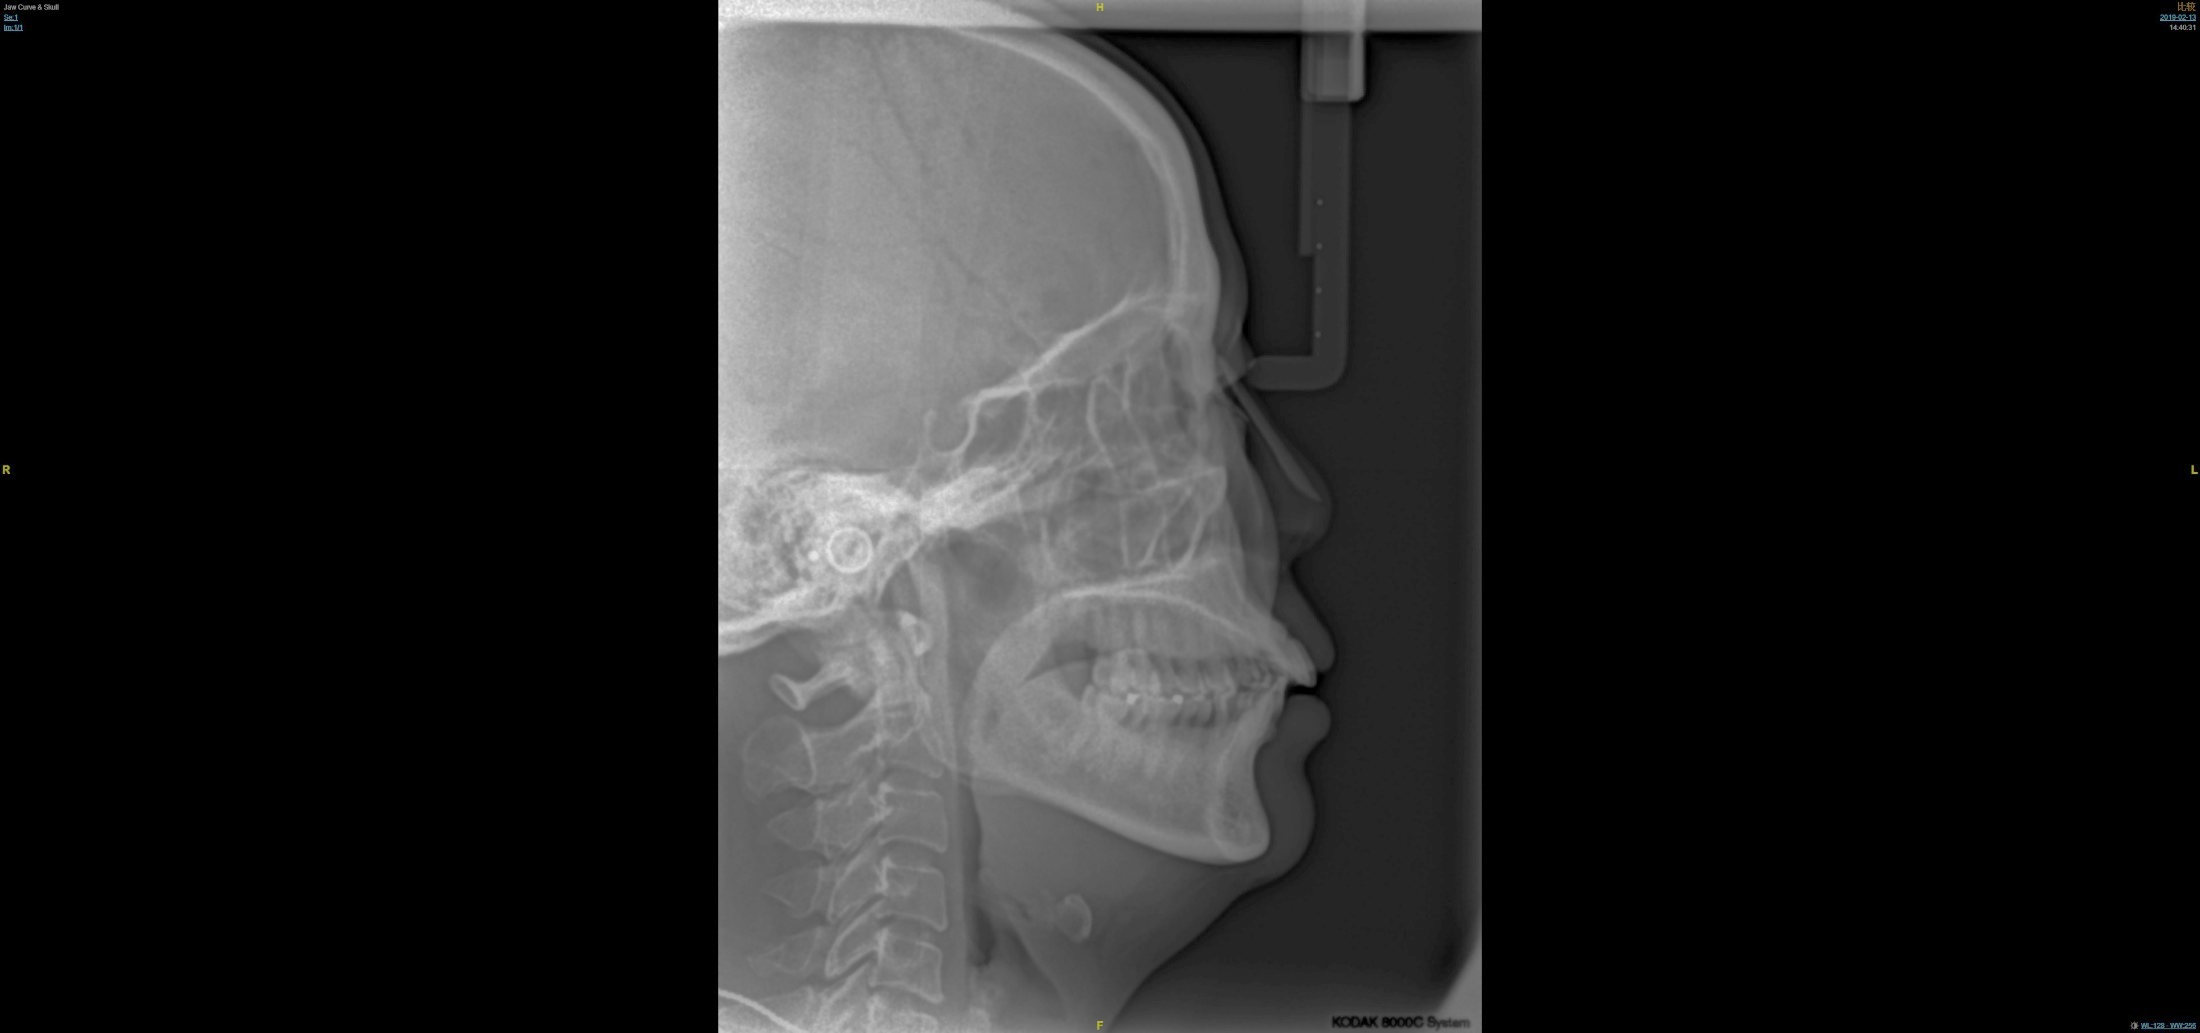 Jaw Curve & Skull
Se:1
Im:1/1
H
比较
2019-02-13
14:40:31
R
L
KODAK 8000C System
F
WL:128 WW:256